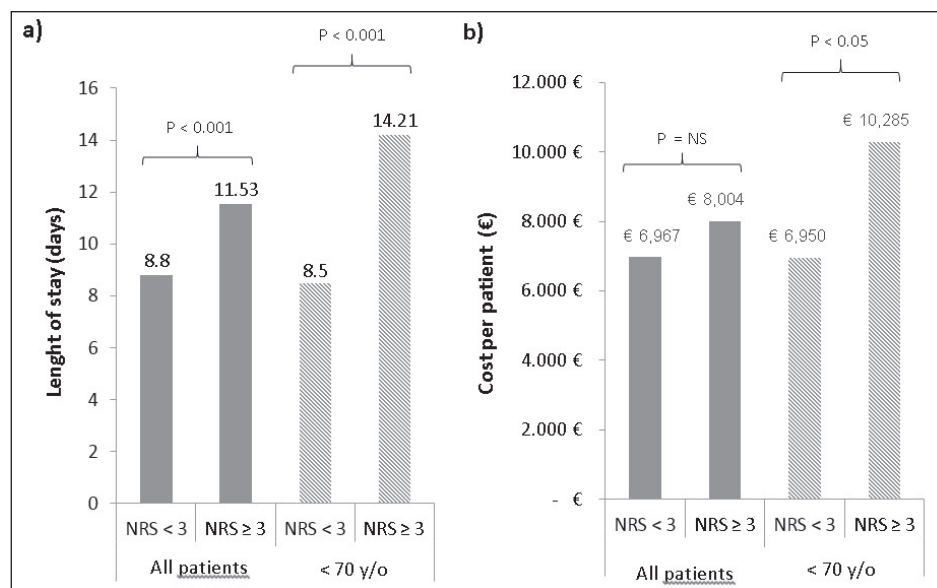 a)
P < 0.001
P < 0.001
16
14
12
10
8
6
4
2
0
Lenght of stay (days)
8.8
11.53
8.5
14.21
NRS < 3
NRS ≥ 3
NRS < 3
NRS ≥ 3
All patients
< 70 y/o
b)
P < 0.05
P = NS
12.000 €
10.000 €
8.000 €
6.000 €
4.000 €
2.000 €
- €
Cost per patient (€)
€ 6,967
€ 8,004
€ 6,950
€ 10,285
NRS < 3
NRS ≥ 3
NRS < 3
NRS ≥ 3
All patients
< 70 y/o